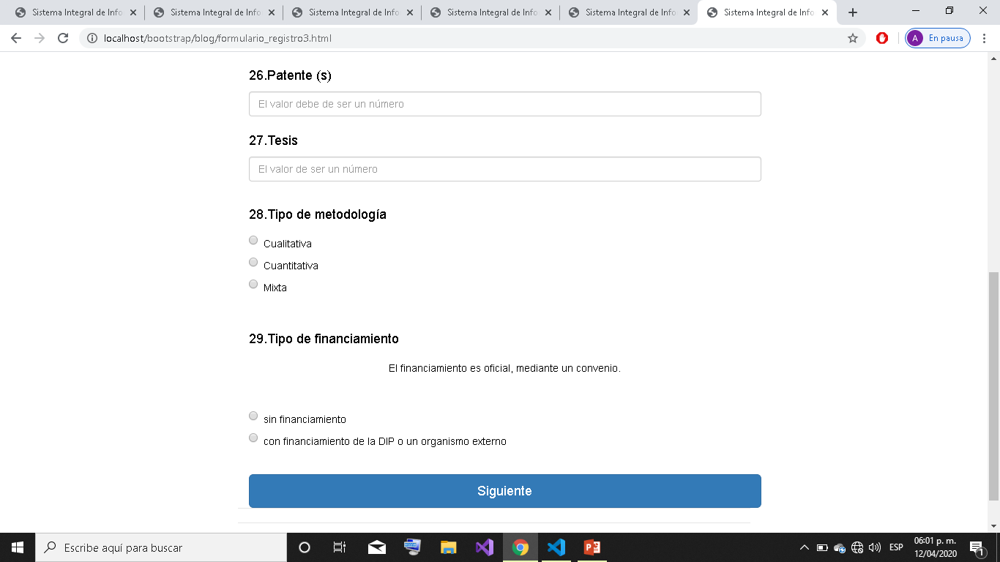 Sistema Integral de Info
Sistema Integral de Info
Sistema Integral de Info
Sistema Integral de Info
Sistema Integral de Info
Sistema Integral de Info
localhost/bootstrap/blog/formulario_registro3.html
A
En pausa
26.Patente (s)
El valor debe de ser un número
27.Tesis
El valor de ser un número
28.Tipo de metodología
Cualitativa
Cuantitativa
Mixta
29.Tipo de financiamiento
El financiamiento es oficial, mediante un convenio.
sin financiamiento
con financiamiento de la DIP o un organismo externo
Siguiente
Escribe aquí para buscar
ESP
06:01 p. m.
12/04/2020
1